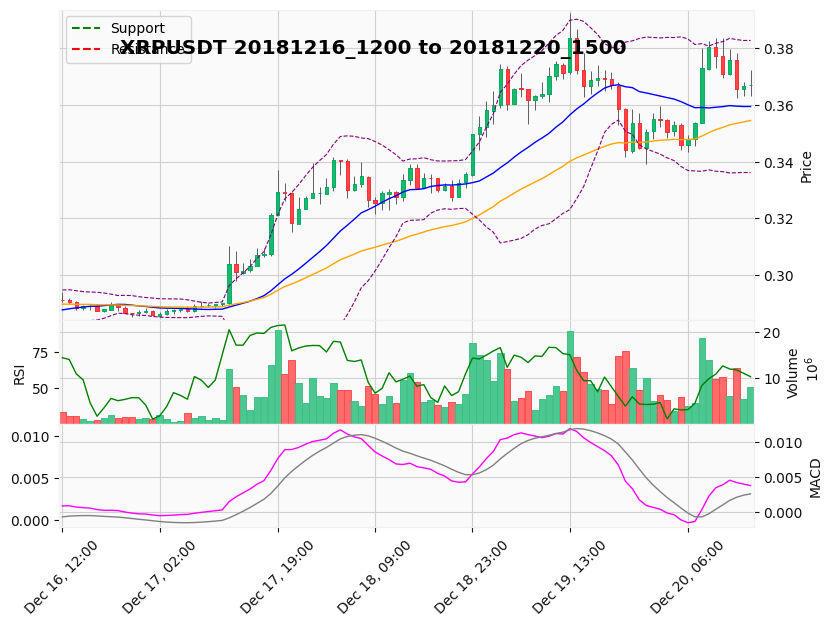 XRPUSDT 20181216_1200 to 20181220_1500
Support
Resistance
0.38
0.36
0.34
0.32
0.30
Price
75
50
RSI
20
10
Volume
10^6
0.010
0.005
0.000
0.010
0.005
0.000
MACD
Dec 16, 12:00
Dec 17, 02:00
Dec 17, 19:00
Dec 18, 09:00
Dec 18, 23:00
Dec 19, 13:00
Dec 20, 06:00